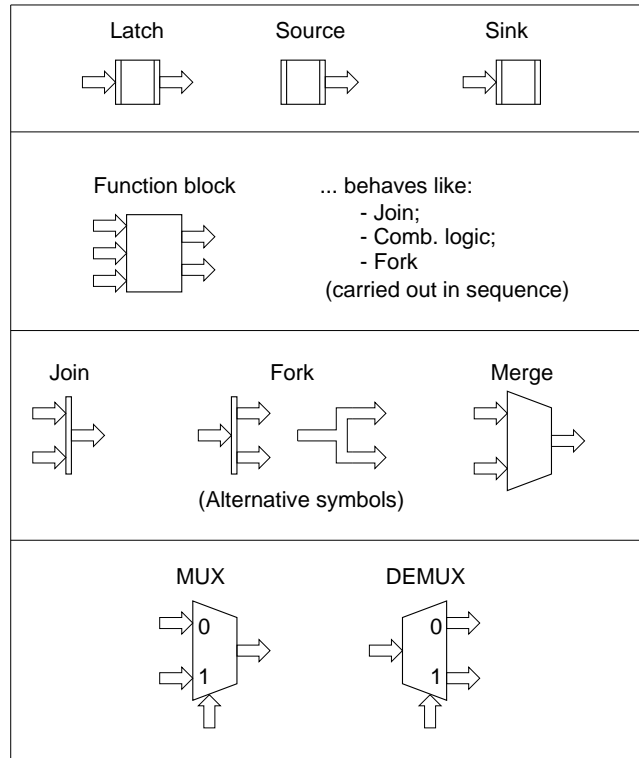 Latch Source Sink
Function block
... behaves like:
- Join;
- Comb. logic;
- Fork
(carried out in sequence)
Join Fork Merge
(Alternative symbols)
MUX DEMUX
0 0
1 1